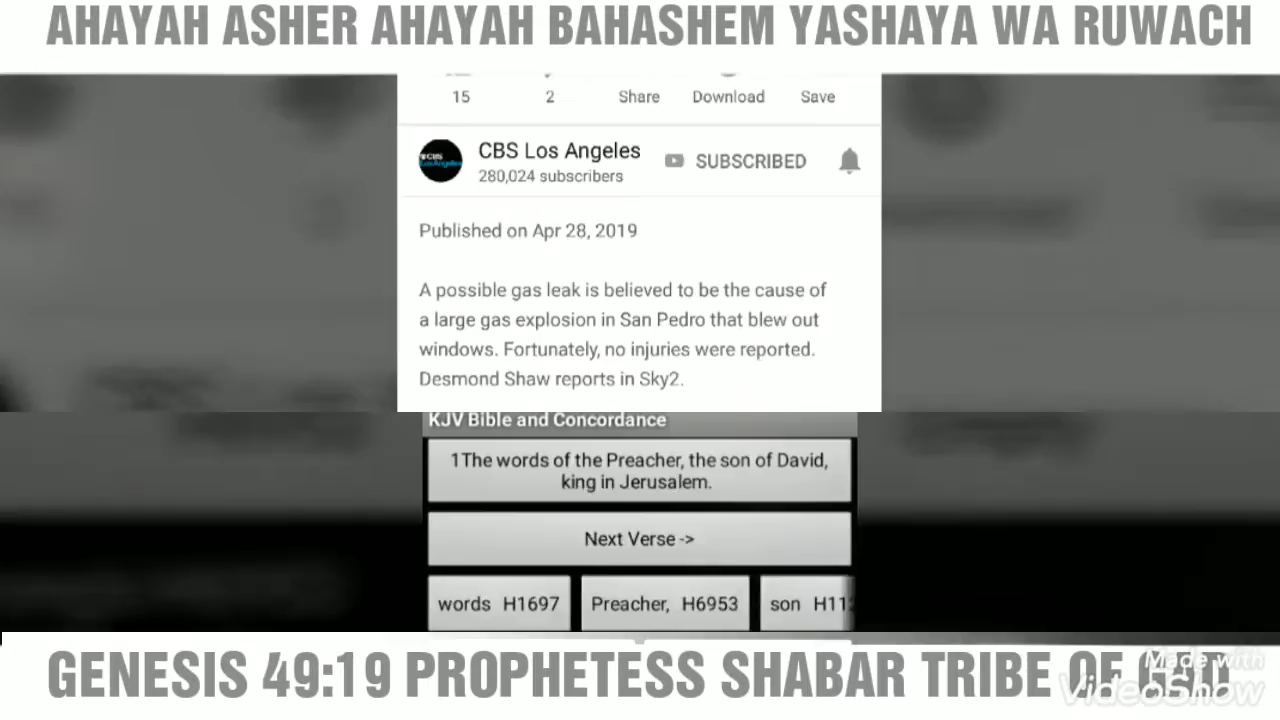 AHAYAH ASHER AHAYAH BAHASHEM YASHAYA WA RUWACH
15 2 Share Download Save
CBS Los Angeles SUBSCRIBED
280,024 subscribers
Published on Apr 28, 2019
A possible gas leak is believed to be the cause of
a large gas explosion in San Pedro that blew out
windows. Fortunately, no injuries were reported.
Desmond Shaw reports in Sky2.
KJV Bible and Concordance
1The words of the Preacher, the son of David,
king in Jerusalem.
Next Verse ->
words H1697 Preacher, H6953 son
GENESIS 49:19 PROPHETESS SHABAR TRIBE OF
Made with
VideoShow